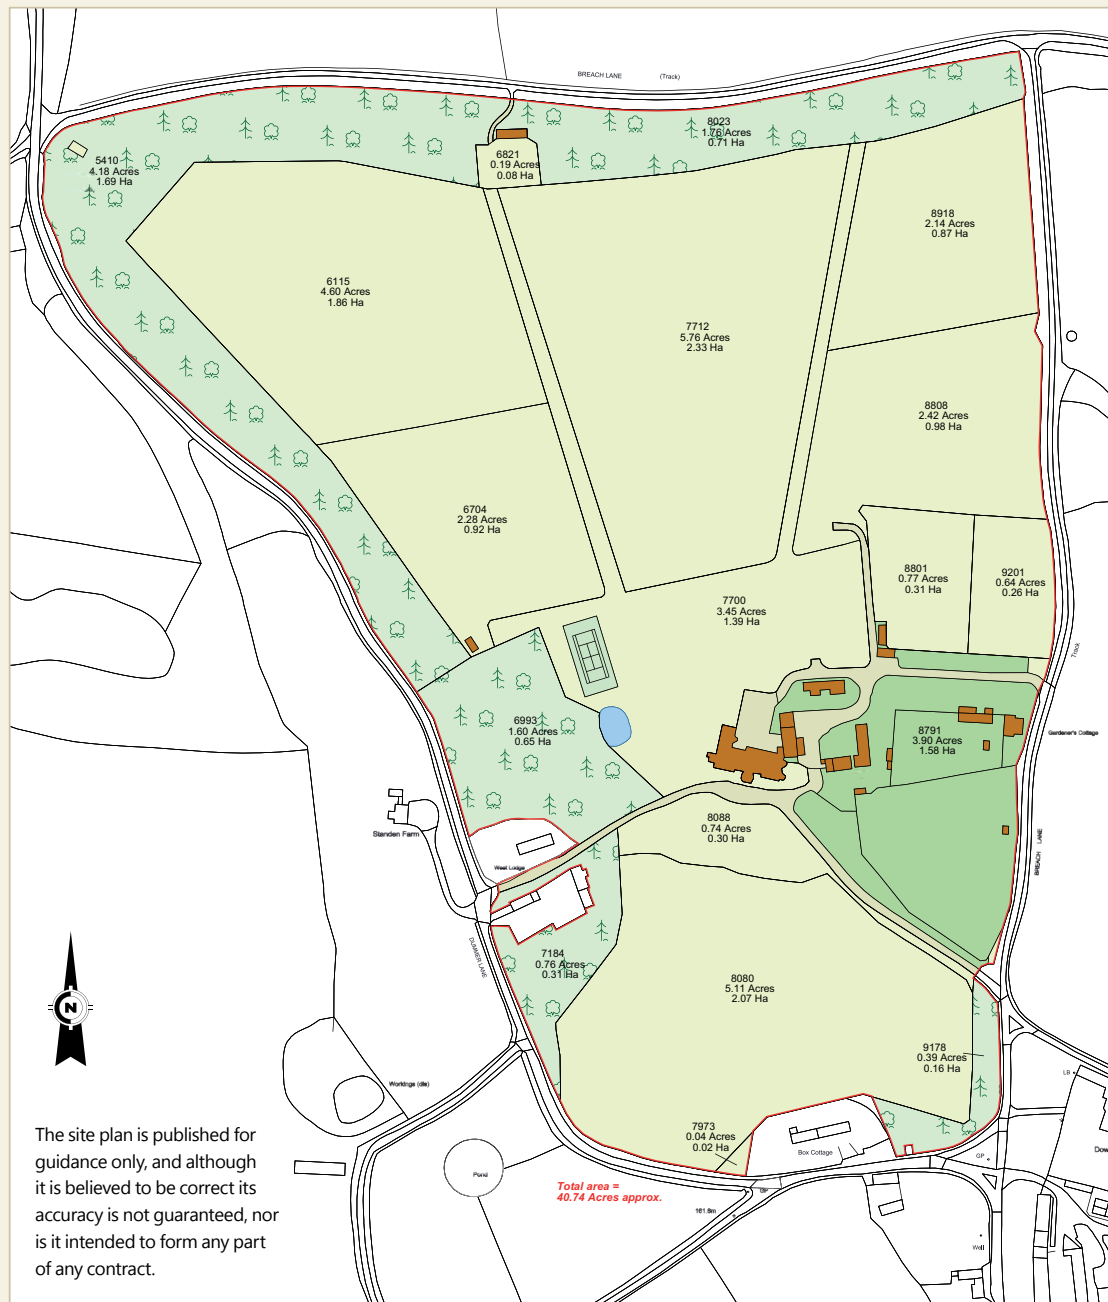 BREACH LANE (Track)
8023
1.76 Acres
0.71 Ha
5410
4.18 Acres
1.69 Ha
6821
0.19 Acres
0.08 Ha
8918
2.14 Acres
0.87 Ha
6115
4.60 Acres
1.86 Ha
7712
5.76 Acres
2.33 Ha
8808
2.42 Acres
0.98 Ha
6704
2.28 Acres
0.92 Ha
8801
0.77 Acres
0.31 Ha
9201
0.64 Acres
0.26 Ha
7700
3.45 Acres
1.39 Ha
Track
6993
1.60 Acres
0.65 Ha
8791
3.90 Acres
1.58 Ha
Gardener's Cottage
8088
0.74 Acres
0.30 Ha
Standen Farm
West Lodge
BREACH LANE
DUMMER LANE
7184
0.76 Acres
0.31 Ha
8080
5.11 Acres
2.07 Ha
N
9178
0.39 Acres
0.16 Ha
LB
Workings (dis)
7973
0.04 Acres
0.02 Ha
Box Cottage
GP
Dow
Pond
Total area =
40.74 Acres approx.
GP
161.6m
Well
The site plan is published for
guidance only, and although
it is believed to be correct its
accuracy is not guaranteed, nor
is it intended to form any part
of any contract.